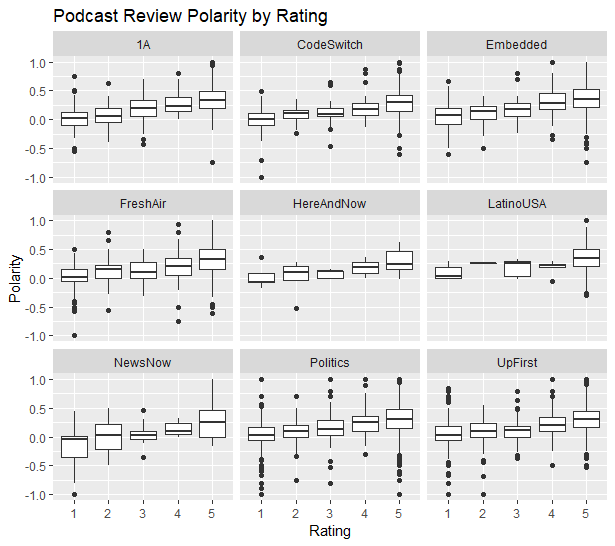 Podcast Review Polarity by Rating
1A
CodeSwitch
Embedded
1.0
0.5
0.0
-0.5
-1.0
FreshAir
HereAndNow
LatinoUSA
1.0
0.5
0.0
-0.5
-1.0
Polarity
NewsNow
Politics
UpFirst
1.0
0.5
0.0
-0.5
-1.0
1 2 3 4 5
1 2 3 4 5
1 2 3 4 5
Rating